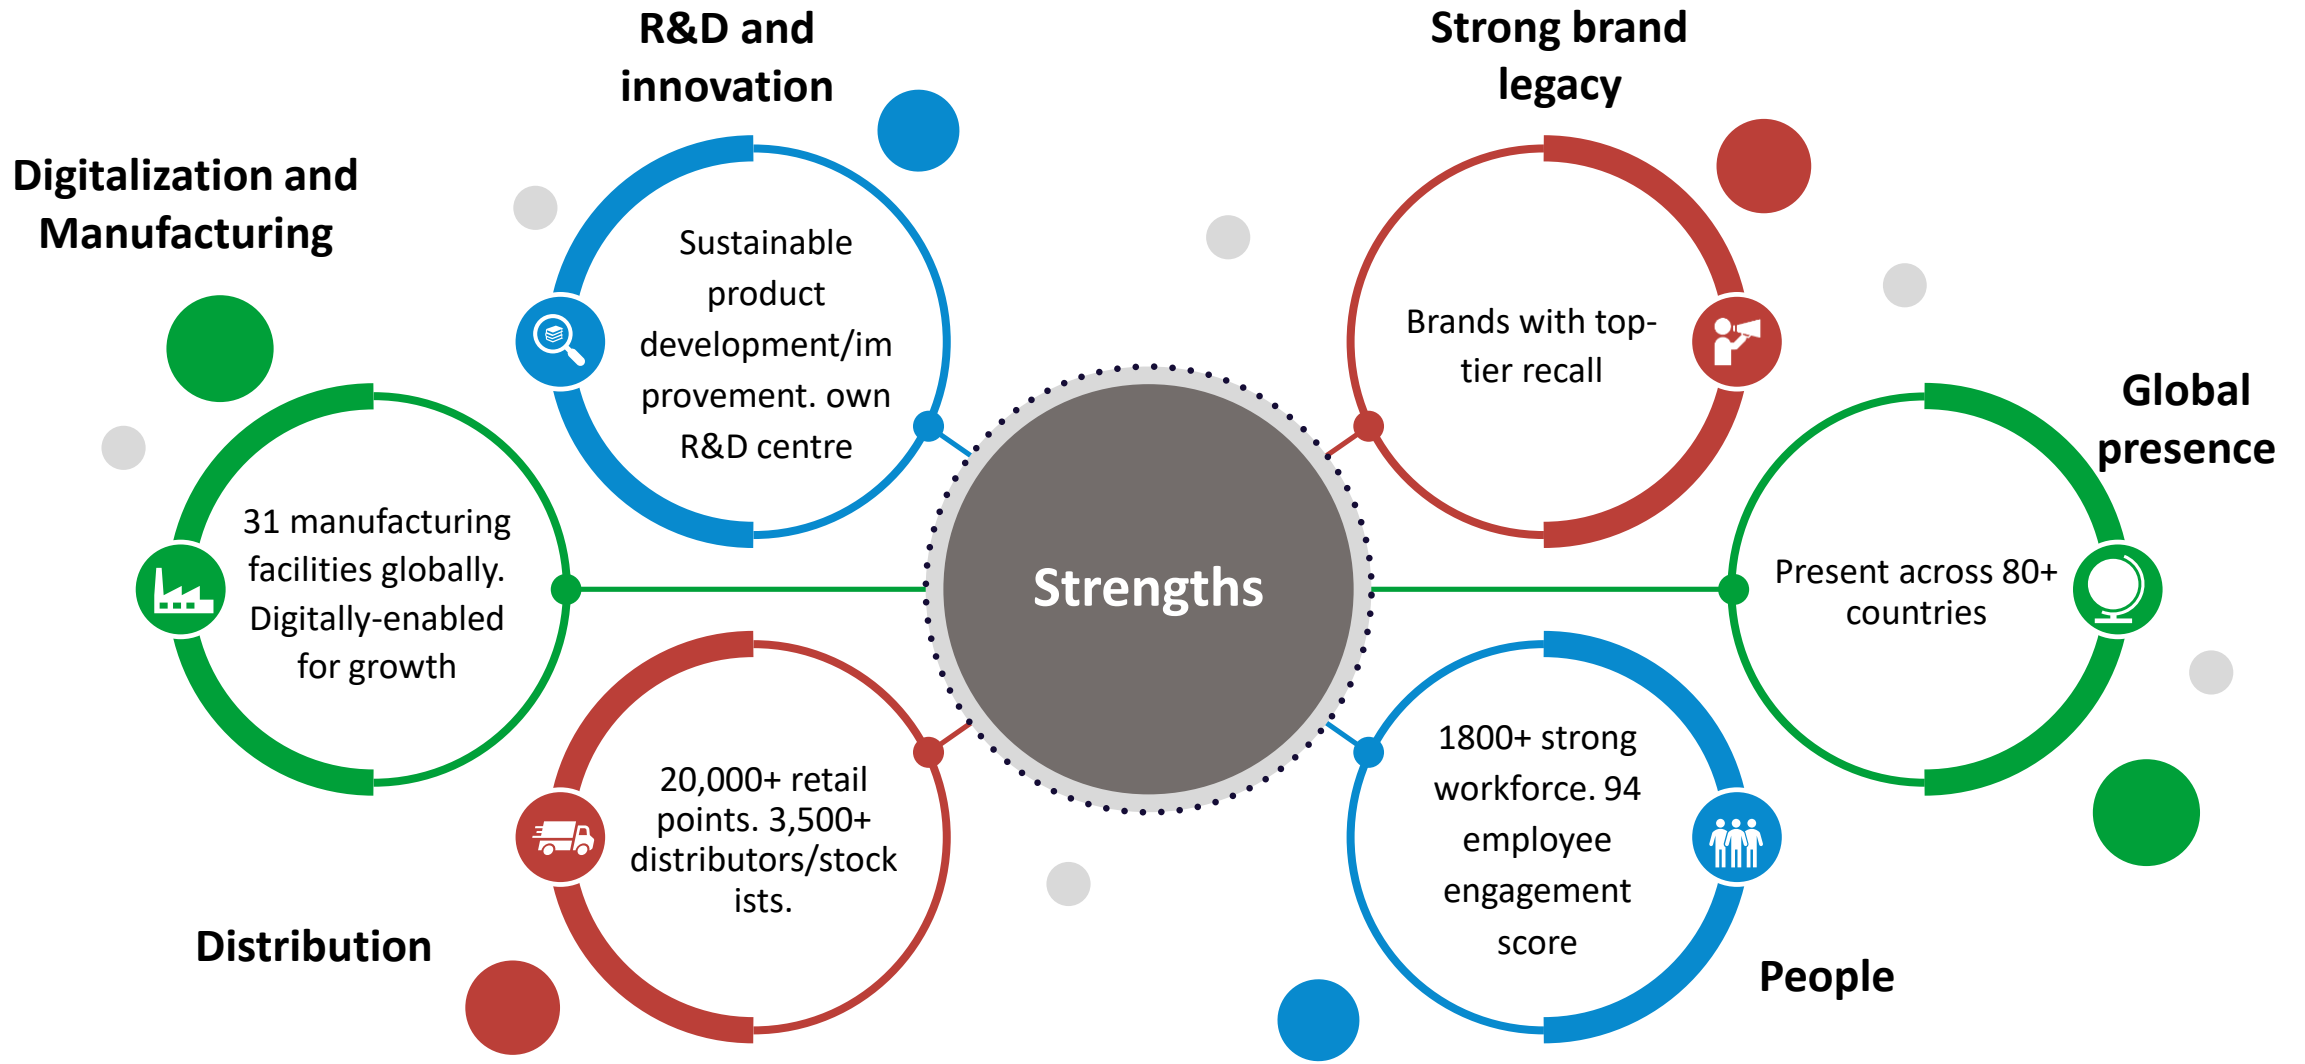 R&D and
innovation
Sustainable
product
development/im
provement. own
R&D centre
Strong brand
legacy
Brands with top-
tier recall
Digitalization and
Manufacturing
31 manufacturing
facilities globally.
Digitally-enabled
for growth
Strengths
Global
presence
Present across 80+
countries
Distribution
20,000+ retail
points. 3,500+
distributors/stock
ists.
People
1800+ strong
workforce. 94
employee
engagement
score